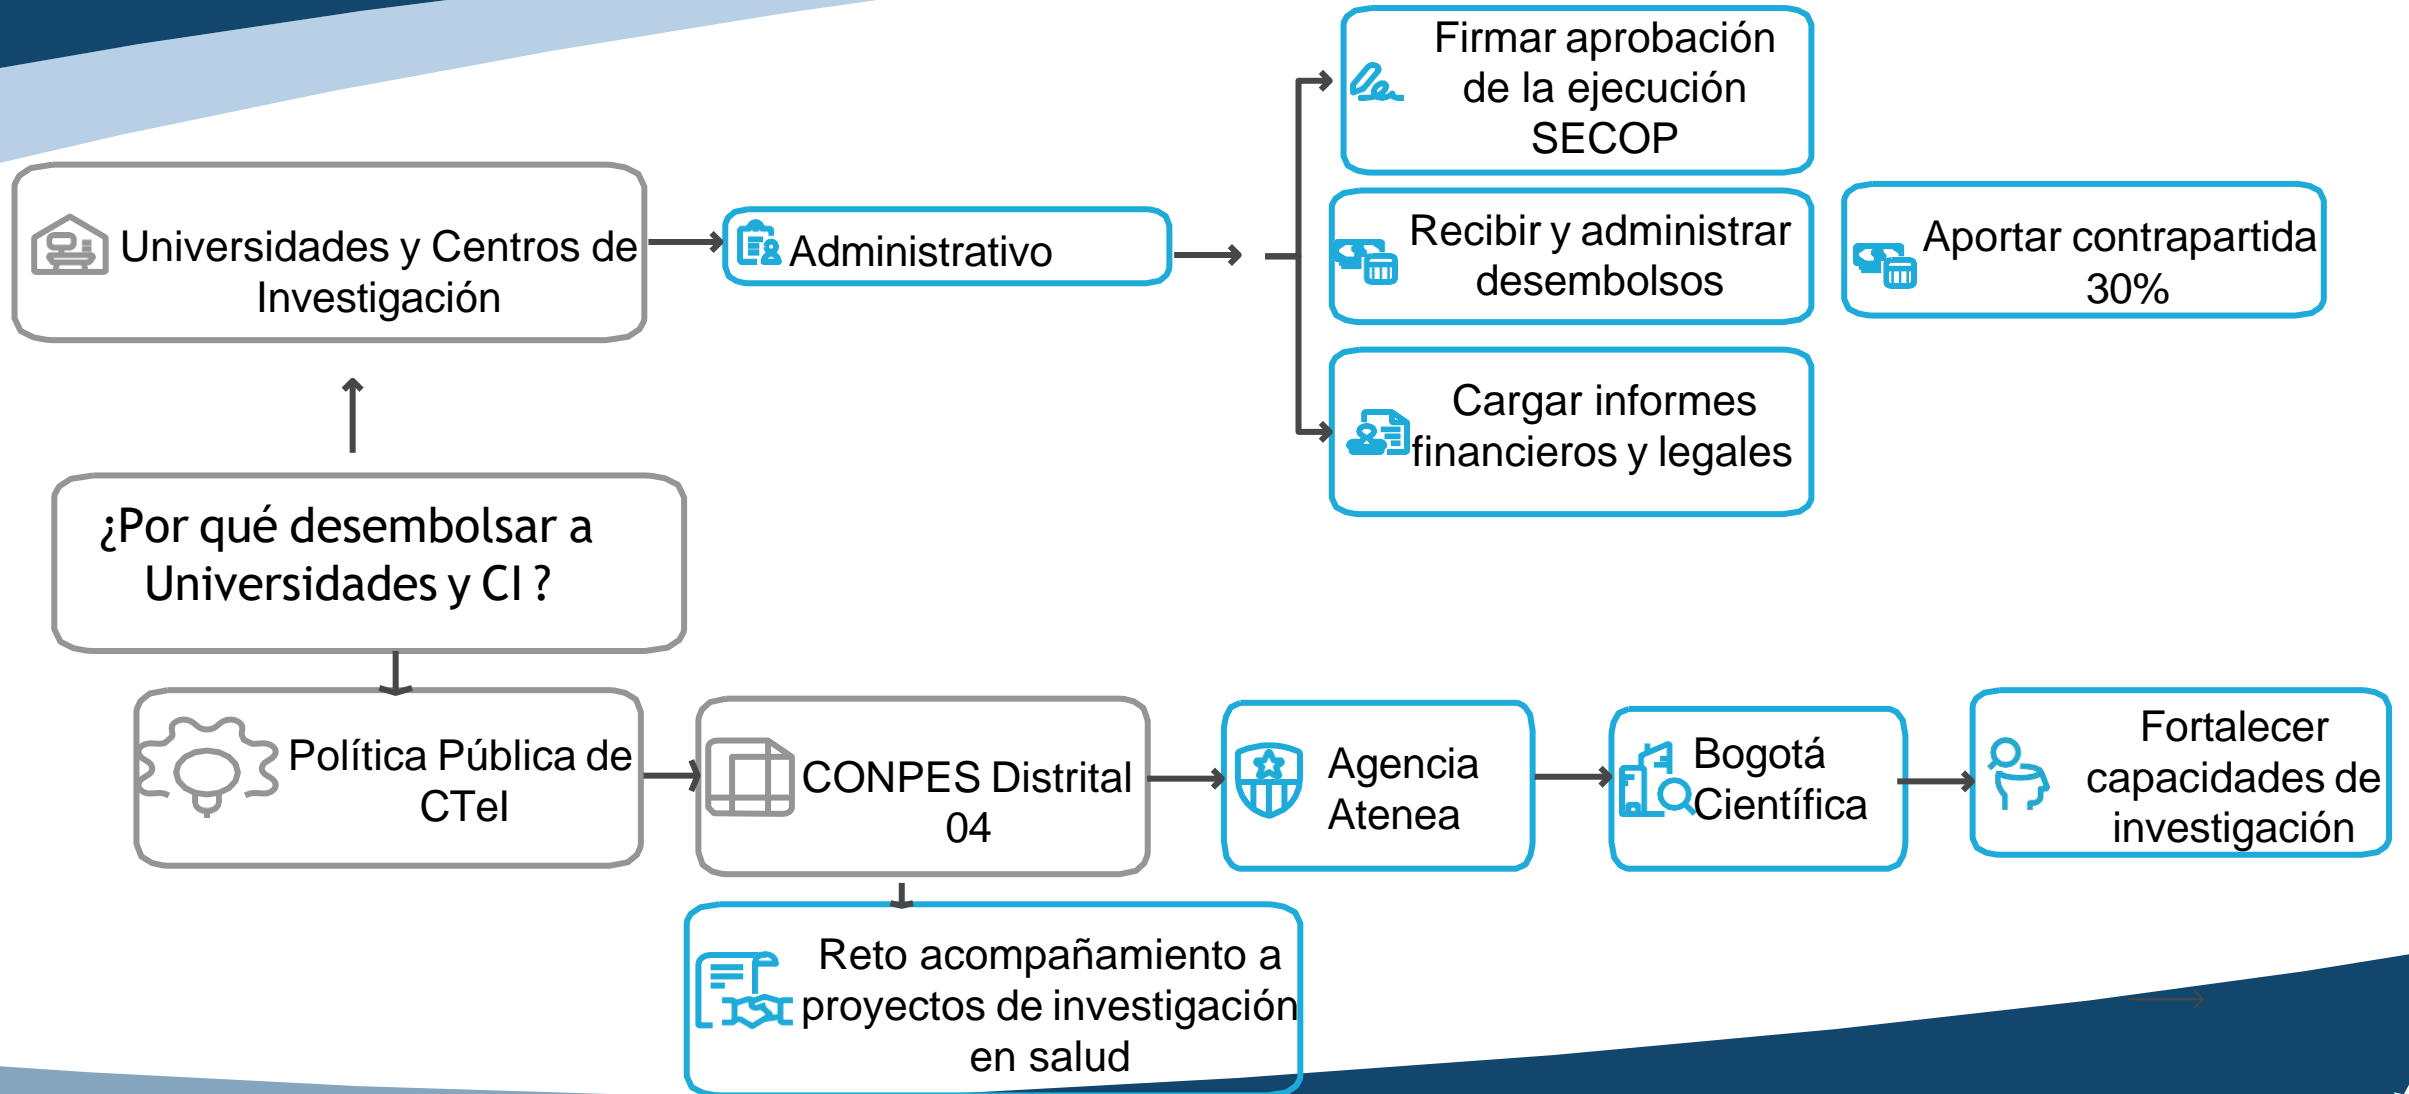 Firmar aprobación
de la ejecución
SECOP
Universidades y Centros de
Investigación
Administrativo
Recibir y administrar
desembolsos
Aportar contrapartida
30%
Cargar informes
financieros y legales
¿Por qué desembolsar a
Universidades y CI ?
Política Pública de
CTeI
CONPES Distrital
04
Agencia
Atenea
Bogotá
Científica
Fortalecer
capacidades de
investigación
Reto acompañamiento a
proyectos de investigación
en salud